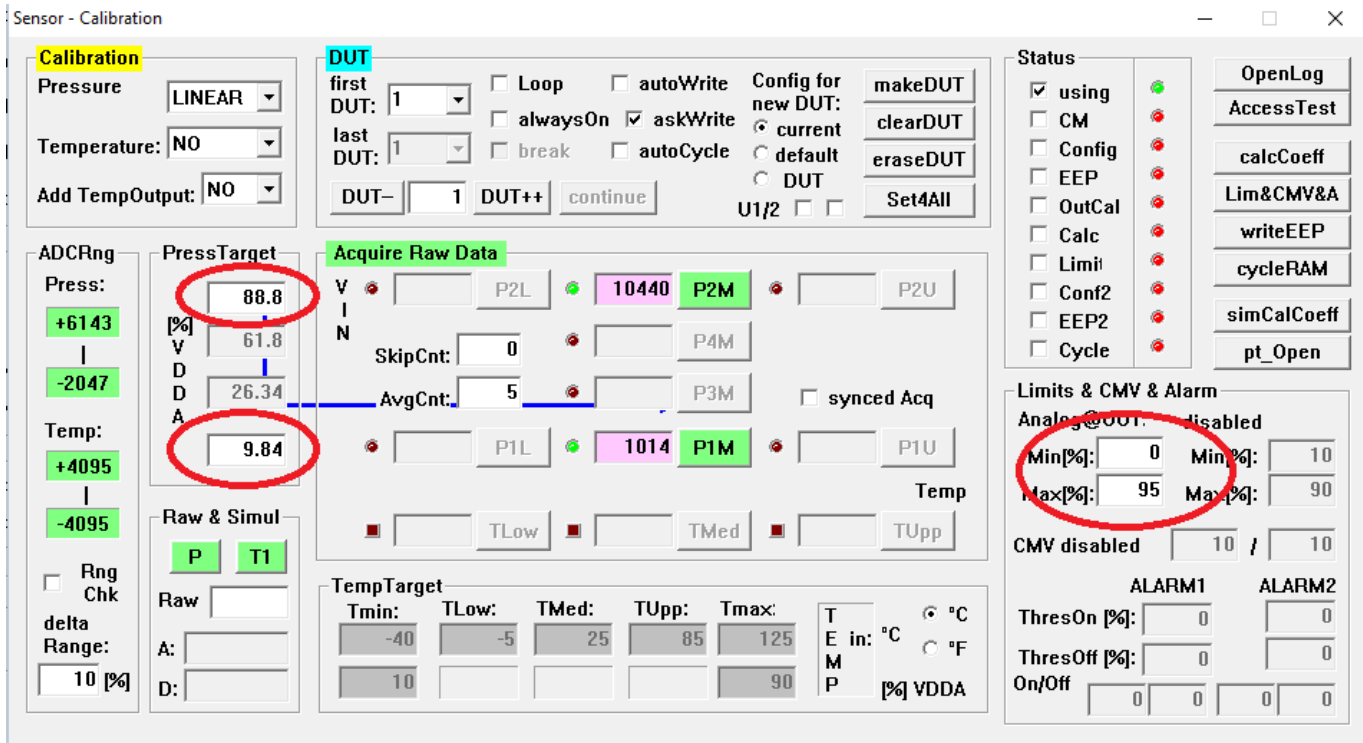 Sensor - Calibration
Calibration
Pressure LINEAR
Temperature: NO
Add TempOutput: NO
DUT
first DUT: 1
last DUT: 1
Loop autoWrite
alwaysOn askWrite
break autoCycle
Config for new DUT:
current
default
DUT
U1/2
makeDUT
clearDUT
eraseDUT
Set4All
DUT– 1 DUT++ continue
Status
using
CM
Config
EEP
OutCal
Calc
Limit
Conf2
EEP2
Cycle
OpenLog
AccessTest
calcCoeff
Lim&CMV&A
writeEEP
cycleRAM
simCalCoeff
pt_Open
ADCRng
Press:
+6143
|
-2047
Temp:
+4095
|
-4095
Rng Chk
delta Range:
10 [%]
PressTarget
[%] VDDA
88.8
61.8
26.34
9.84
Raw & Simul
P T1
Raw
A:
D:
Acquire Raw Data
VIN
P2L 10440 P2M P2U
SkipCnt: 0 P4M
AvgCnt: 5 P3M synced Acq
P1L 1014 P1M P1U
Temp
TLow TMed TUpp
TempTarget
Tmin: TLow: TMed: TUpp: Tmax:
-40 -5 25 85 125
10 90
TEMP in: °C
°C
°F
[%] VDDA
Limits & CMV & Alarm
Analog@OUT: disabled
Min[%]: 0 Min[%]: 10
Max[%]: 95 Max[%]: 90
CMV disabled 10 / 10
ALARM1 ALARM2
ThresOn [%]: 0 0
ThresOff [%]: 0 0
On/Off 0 0 0 0